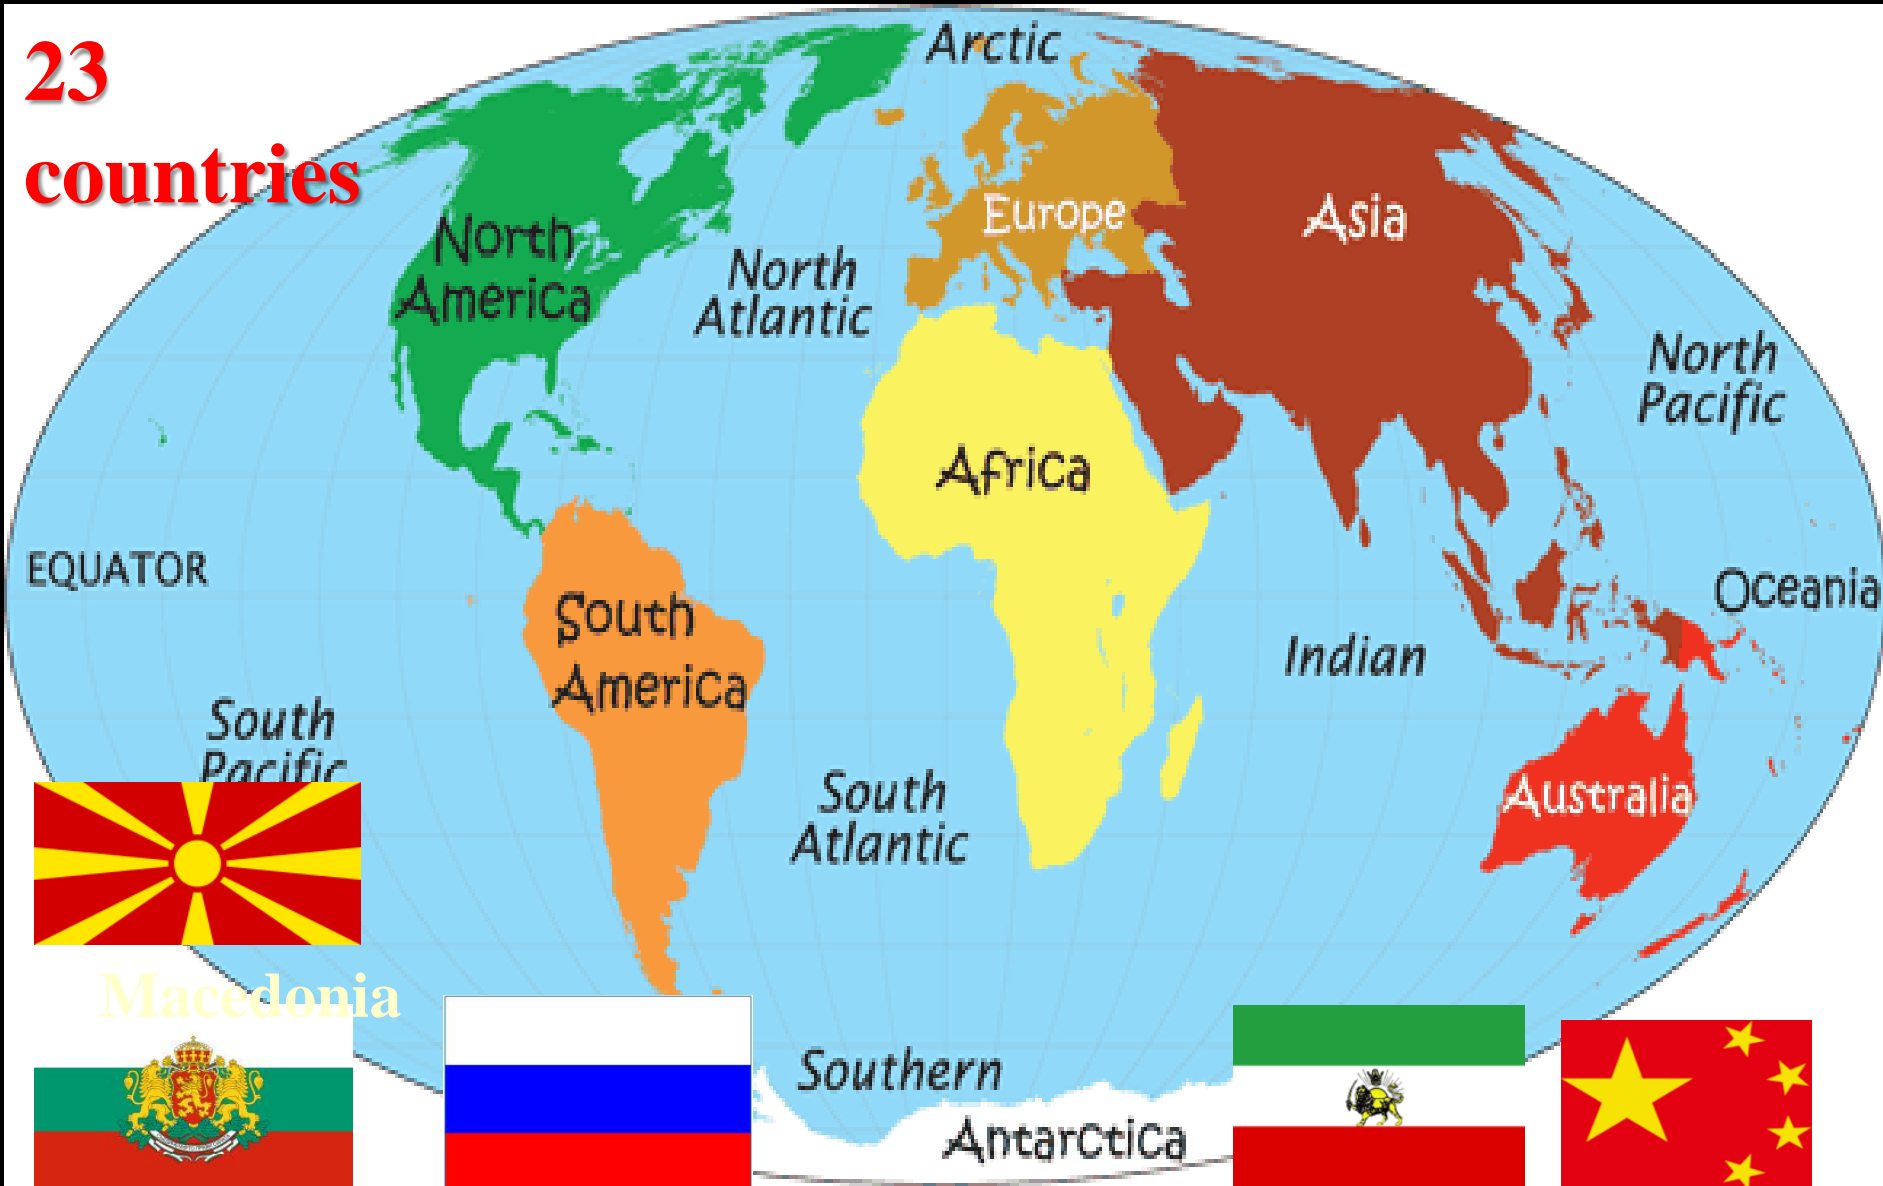 23
countries
Arctic
North
America
North
Atlantic
Europe
Asia
North
Pacific
Africa
EQUATOR
South
America
Indian
Oceania
South
Pacific
South
Atlantic
Australia
Macedonia
Southern
Antarctica